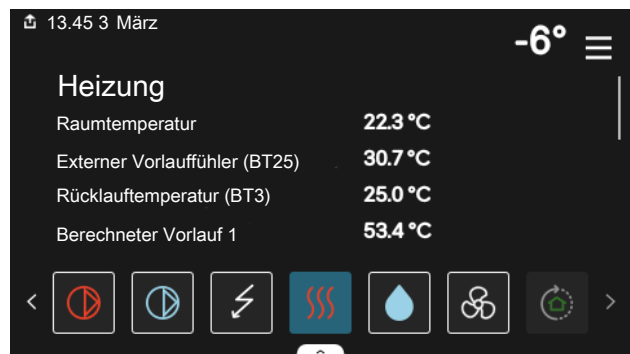 13.45 3 März
-6°
Heizung
Raumtemperatur 22.3 °C
Externer Vorlauffühler (BT25) 30.7 °C
Rücklauftemperatur (BT3) 25.0 °C
Berechneter Vorlauf 1 53.4 °C